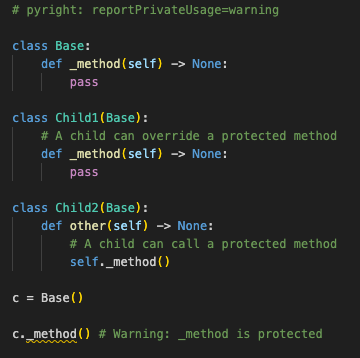 # pyright: reportPrivateUsage=warning
class Base:
    def _method(self) -> None:
        pass
class Child1(Base):
    # A child can override a protected method
    def _method(self) -> None:
        pass
class Child2(Base):
    def other(self) -> None:
        # A child can call a protected method
        self._method()
c = Base()
c._method() # Warning: _method is protected